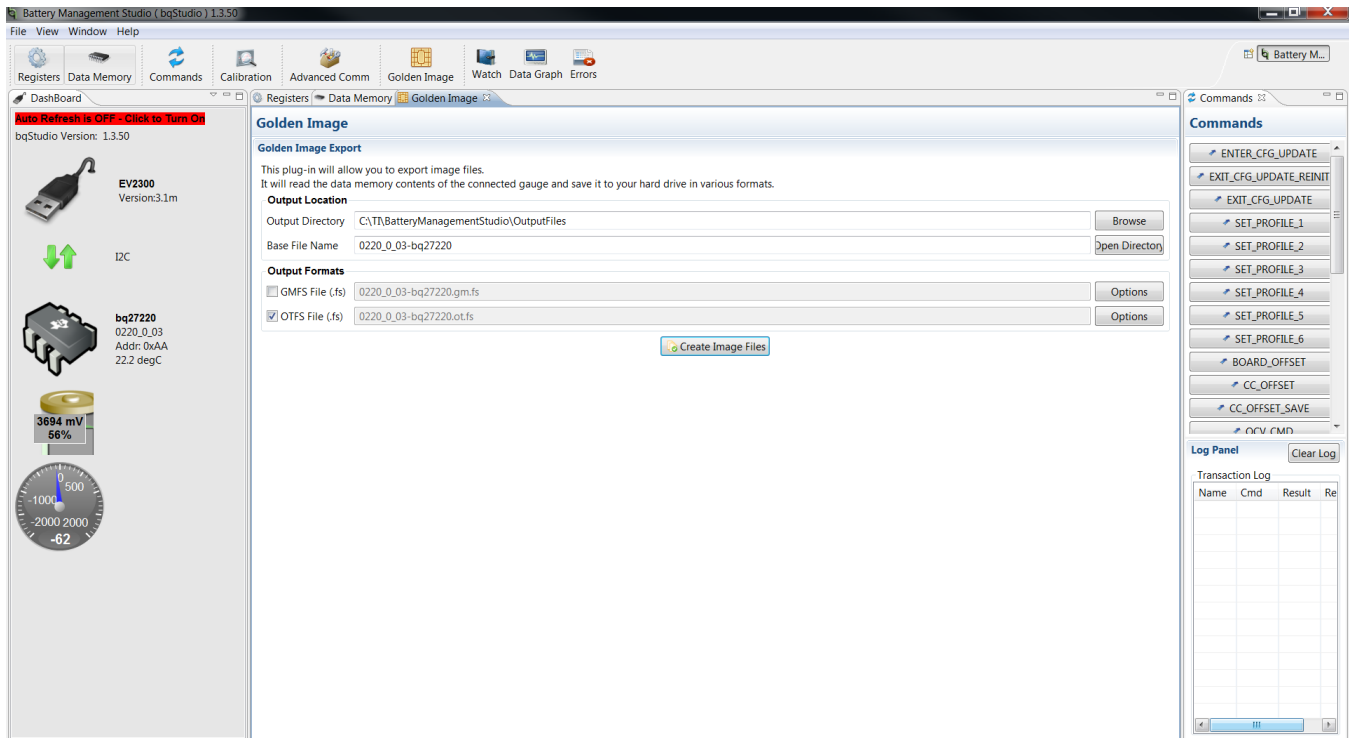 Battery Management Studio ( bqStudio ) 1.3.50
File View Window Help
Registers Data Memory Commands Calibration Advanced Comm Golden Image Watch Data Graph Errors
Battery M...
DashBoard
Auto Refresh is OFF - Click to Turn On
bqStudio Version: 1.3.50
EV2300
Version:3.1m
I2C
bq27220
0220_0_03
Addr: 0xAA
22.2 degC
3694 mV
56%
0
500
-1000
-2000 2000
-62
Registers Data Memory Golden Image
Golden Image
Golden Image Export
This plug-in will allow you to export image files.
It will read the data memory contents of the connected gauge and save it to your hard drive in various formats.
Output Location
Output Directory C:\TI\BatteryManagementStudio\OutputFiles Browse
Base File Name 0220_0_03-bq27220 Open Directory
Output Formats
GMFS File (.fs) 0220_0_03-bq27220.gm.fs Options
OTFS File (.fs) 0220_0_03-bq27220.ot.fs Options
Create Image Files
Commands
Commands
ENTER_CFG_UPDATE
EXIT_CFG_UPDATE_REINIT
EXIT_CFG_UPDATE
SET_PROFILE_1
SET_PROFILE_2
SET_PROFILE_3
SET_PROFILE_4
SET_PROFILE_5
SET_PROFILE_6
BOARD_OFFSET
CC_OFFSET
CC_OFFSET_SAVE
OCV_CMD
Log Panel Clear Log
Transaction Log
Name Cmd Result Re